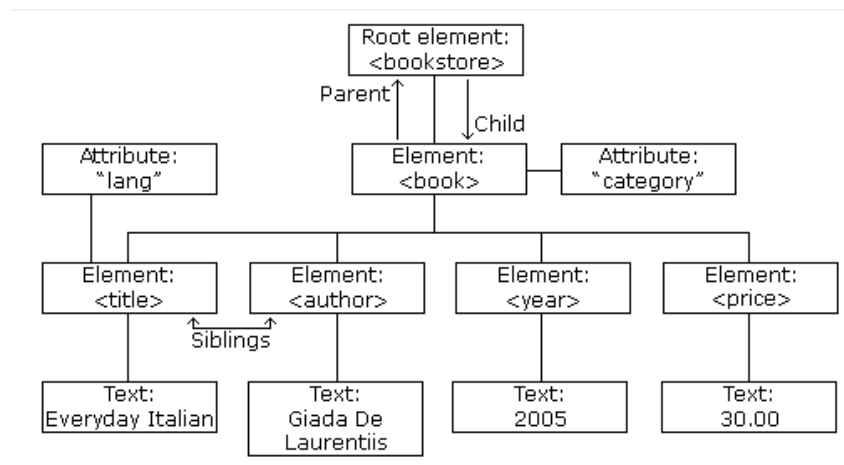 Root element:
<bookstore>
Parent
Child
Attribute:
"lang"
Element:
<book>
Attribute:
"category"
Element:
<title>
Element:
<author>
Element:
<year>
Element:
<price>
Siblings
Text:
Everyday Italian
Text:
Giada De
Laurentiis
Text:
2005
Text:
30.00